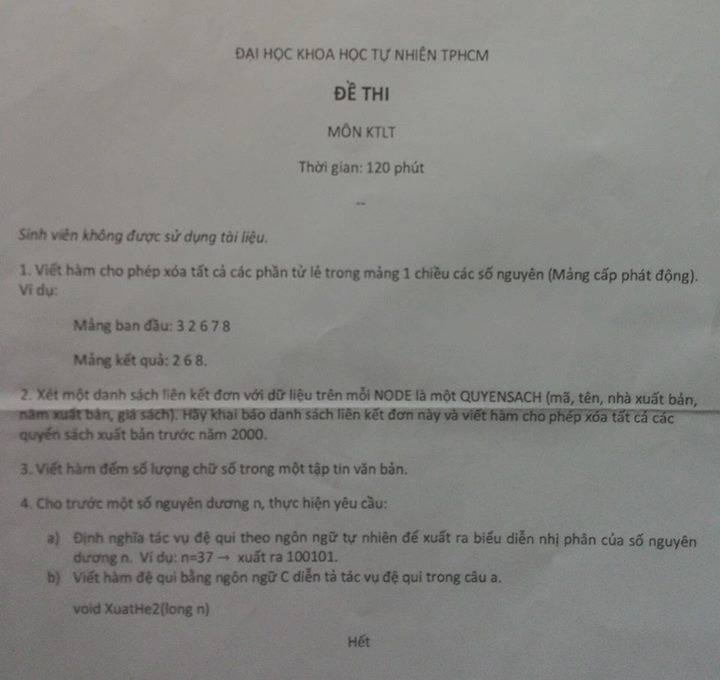 ĐẠI HỌC KHOA HỌC TỰ NHIÊN TPHCM
ĐỀ THI
MÔN KTLT
Thời gian: 120 phút
--
Sinh viên không được sử dụng tài liệu.
1. Viết hàm cho phép xóa tất cả các phần tử lẻ trong mảng 1 chiều các số nguyên (Mảng cấp phát động).
Ví dụ:
Mảng ban đầu: 3 2 6 7 8
Mảng kết quả: 2 6 8.
2. Xét một danh sách liên kết đơn với dữ liệu trên mỗi NODE là một QUYENSACH (mã, tên, nhà xuất bản,
năm xuất bản, giá sách). Hãy khai báo danh sách liên kết đơn này và viết hàm cho phép xóa tất cả các
quyển sách xuất bản trước năm 2000.
3. Viết hàm đếm số lượng chữ số trong một tập tin văn bản.
4. Cho trước một số nguyên dương n, thực hiện yêu cầu:
a) Định nghĩa tác vụ đệ qui theo ngôn ngữ tự nhiên để xuất ra biểu diễn nhị phân của số nguyên
dương n. Ví dụ: n=37 → xuất ra 100101.
b) Viết hàm đệ qui bằng ngôn ngữ C diễn tả tác vụ đệ qui trong câu a.
void XuatHe2(long n)
Hết